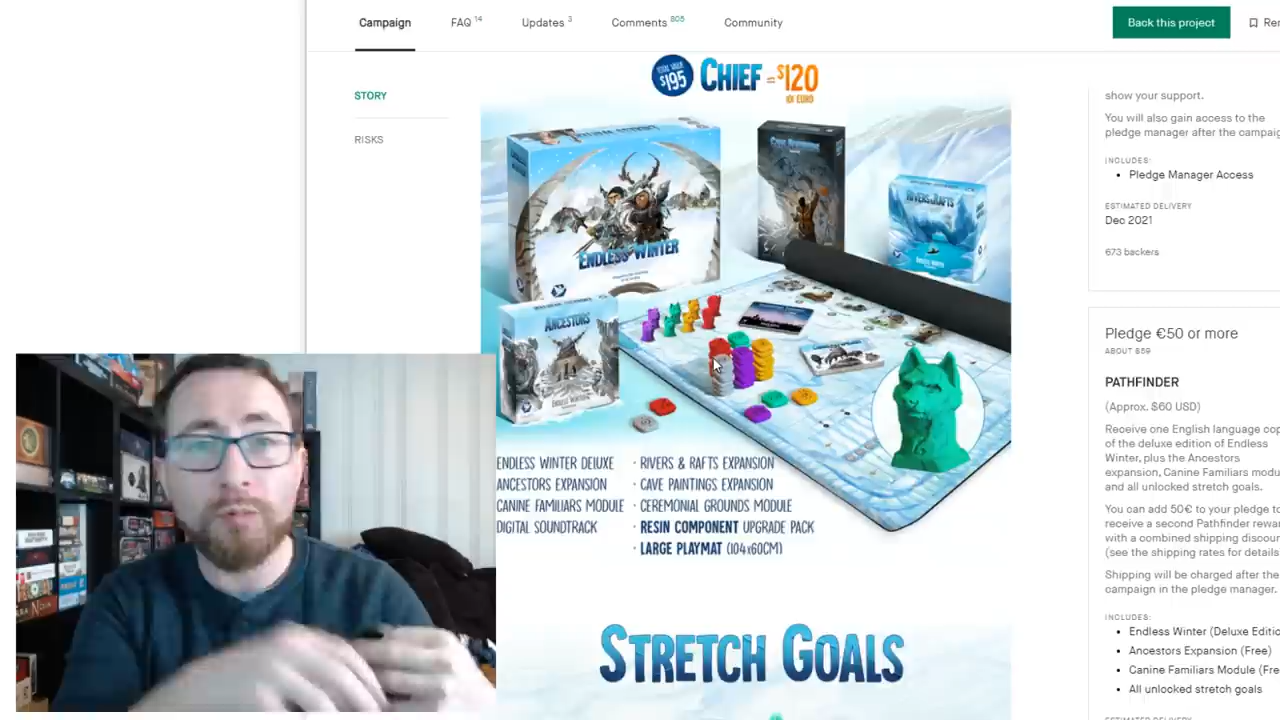 Campaign
FAQ 14
Updates 3
Comments 805
Community
Back this project
STORY
RISKS
TOTAL VALUE
$195
CHIEF = $120
101 EURO
ENDLESS WINTER
ANCESTORS
ENDLESS WINTER DELUXE
ANCESTORS EXPANSION
CANINE FAMILIARS MODULE
DIGITAL SOUNDTRACK
· RIVERS & RAFTS EXPANSION
· CAVE PAINTINGS EXPANSION
· CEREMONIAL GROUNDS MODULE
· RESIN COMPONENT UPGRADE PACK
· LARGE PLAYMAT (104x60CM)
STRETCH GOALS
show your support.
You will also gain access to the
pledge manager after the campaig
INCLUDES:
• Pledge Manager Access
ESTIMATED DELIVERY
Dec 2021
673 backers
Pledge €50 or more
ABOUT $59
PATHFINDER
(Approx. $60 USD)
Receive one English language cop
of the deluxe edition of Endless
Winter, plus the Ancestors
expansion, Canine Familiars modu
and all unlocked stretch goals.
You can add 50€ to your pledge to
receive a second Pathfinder rewa
with a combined shipping discoun
(see the shipping rates for details
Shipping will be charged after the
campaign in the pledge manager.
INCLUDES:
• Endless Winter (Deluxe Editio
• Ancestors Expansion (Free)
• Canine Familiars Module (Fre
• All unlocked stretch goals
ESTIMATED DELIVERY